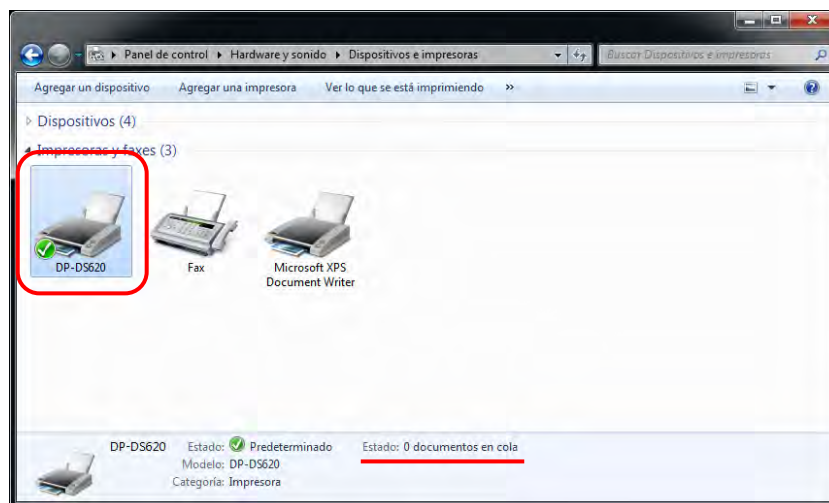 Panel de control Hardware y sonido Dispositivos e impresoras Buscar Dispositivos e impresoras
Agregar un dispositivo Agregar una impresora Ver lo que se está imprimiendo »
Dispositivos (4)
Impresoras y faxes (3)
DP-DS620 Fax Microsoft XPS
Document Writer
DP-DS620 Estado: Predeterminado Estado: 0 documentos en cola
Modelo: DP-DS620
Categoría: Impresora